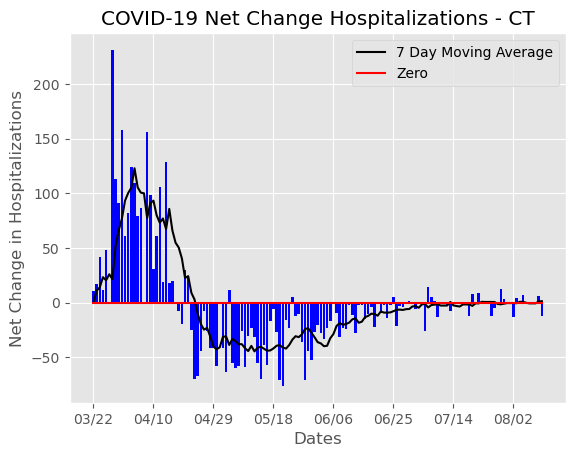 COVID-19 Net Change Hospitalizations - CT
7 Day Moving Average
Zero
Net Change in Hospitalizations
200
150
100
50
0
−50
03/22 04/10 04/29 05/18 06/06 06/25 07/14 08/02
Dates